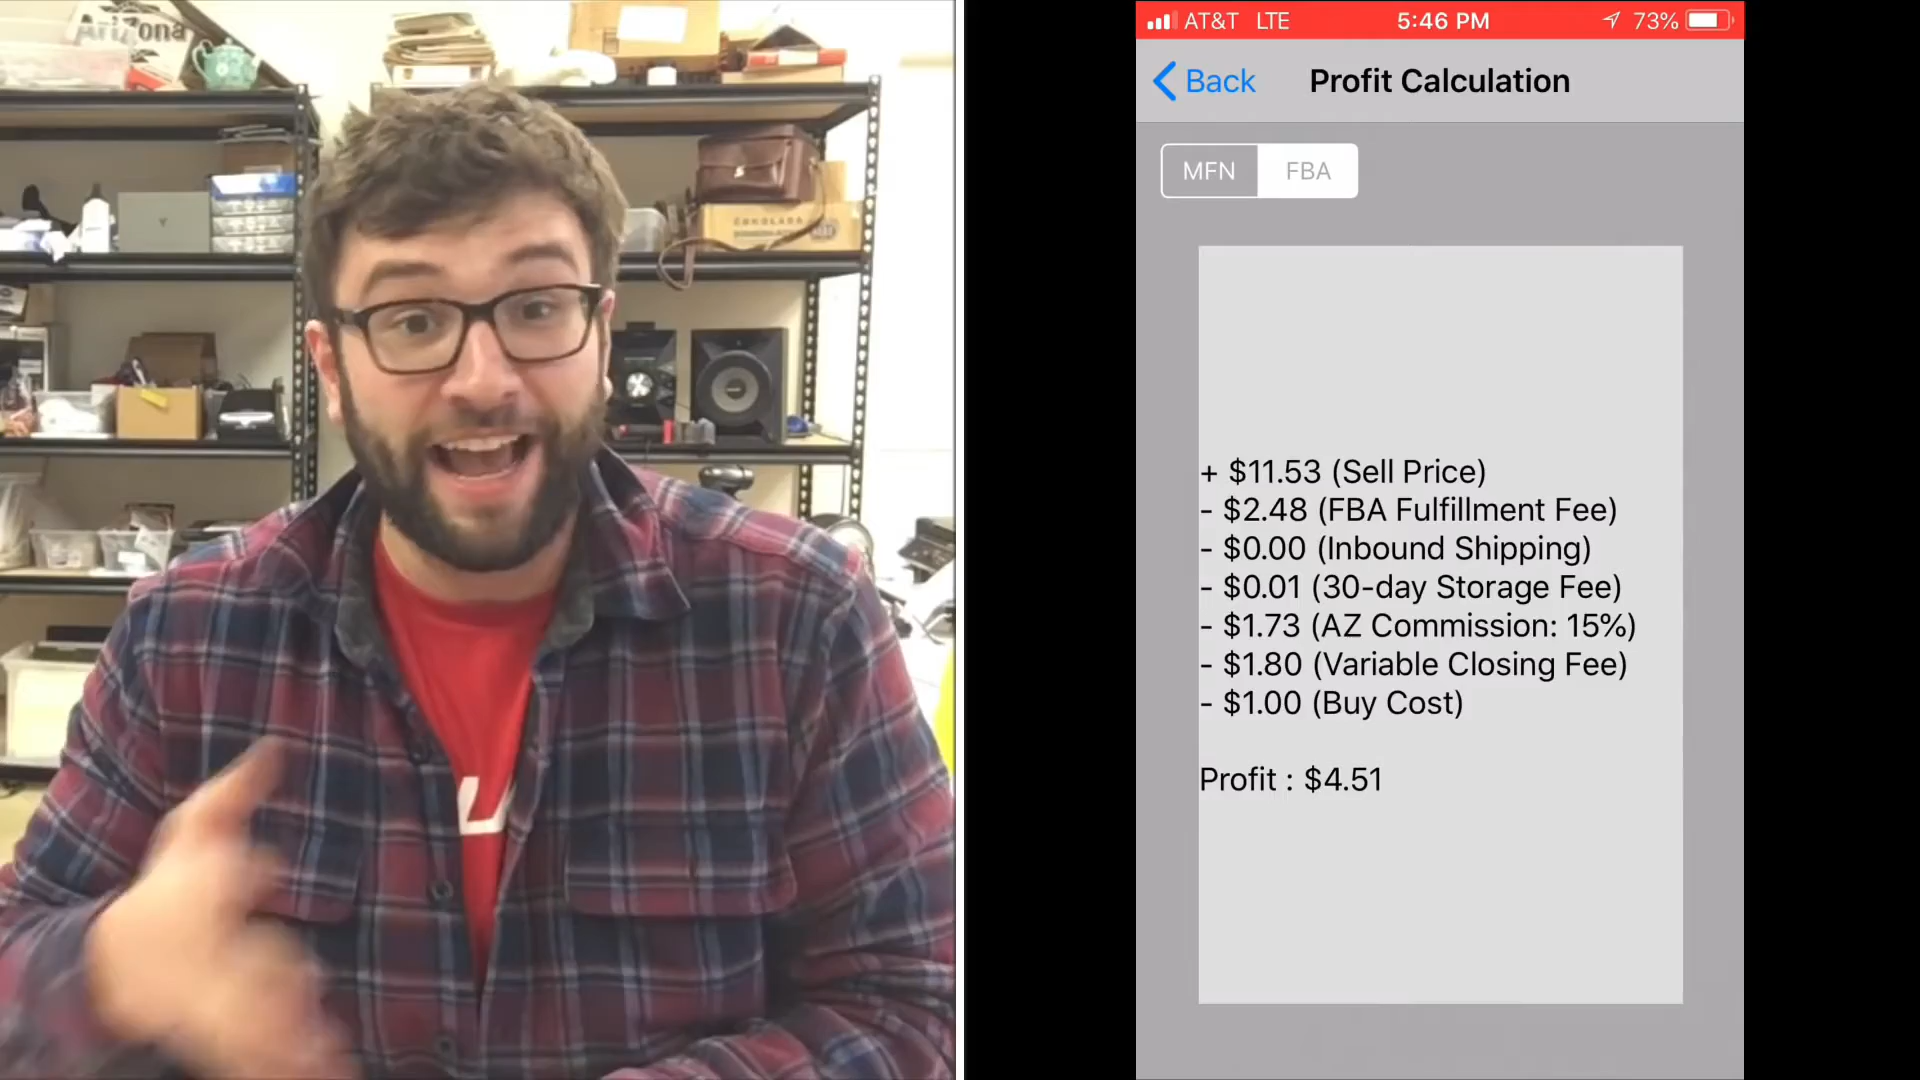 Arizona
AT&T LTE 5:46 PM 73%
Back Profit Calculation
MFN FBA
+ $11.53 (Sell Price)
- $2.48 (FBA Fulfillment Fee)
- $0.00 (Inbound Shipping)
- $0.01 (30-day Storage Fee)
- $1.73 (AZ Commission: 15%)
- $1.80 (Variable Closing Fee)
- $1.00 (Buy Cost)
Profit : $4.51